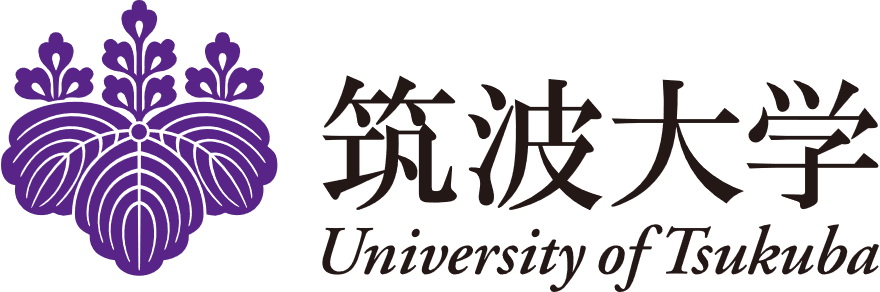 筑波大学
University of Tsukuba